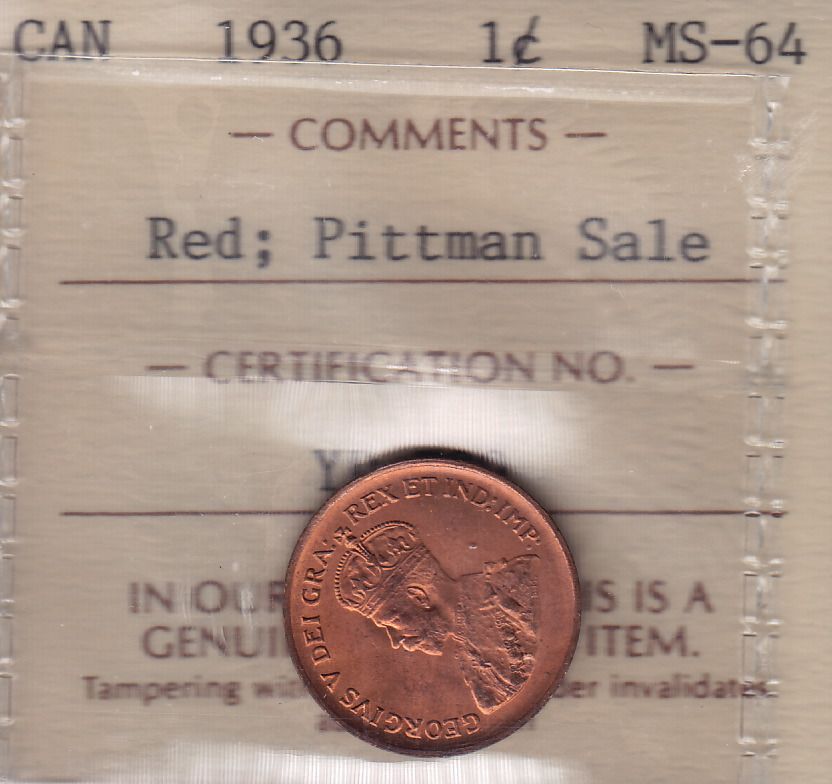 CAN 1936 1¢ MS-64
— COMMENTS —
Red; Pittman Sale
— CERTIFICATION NO. —
IN OUR IS IS A
GENUI ITEM.
Tampering wi der invalidates
GEORGIVS V DEI GRA: REX ET IND: IMP: